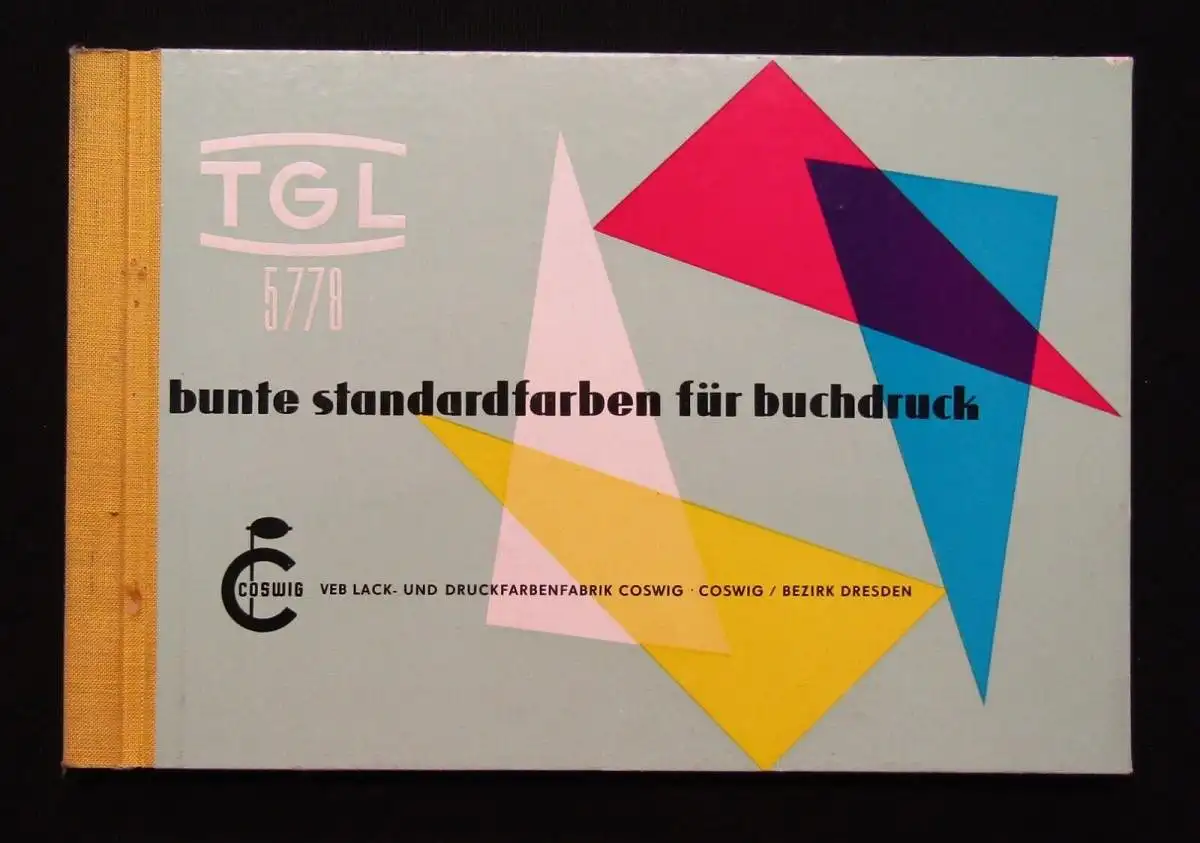 TGL
5778
bunte standardfarben für buchdruck
COSWIG
VEB LACK- UND DRUCKFARBENFABRIK COSWIG · COSWIG / BEZIRK DRESDEN